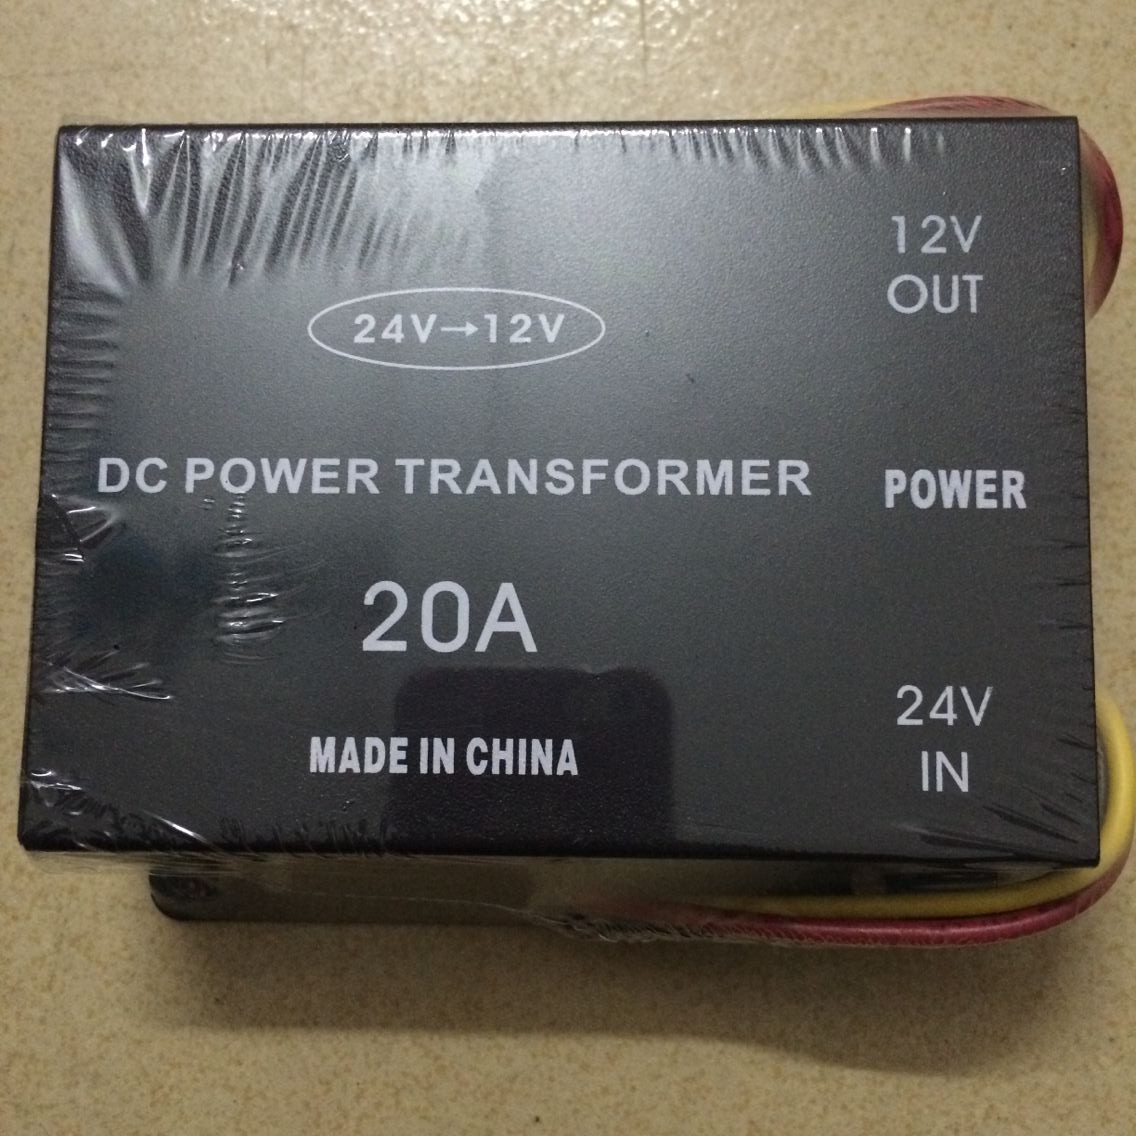 12V
OUT
24V→12V
DC POWER TRANSFORMER
POWER
20A
24V
IN
MADE IN CHINA